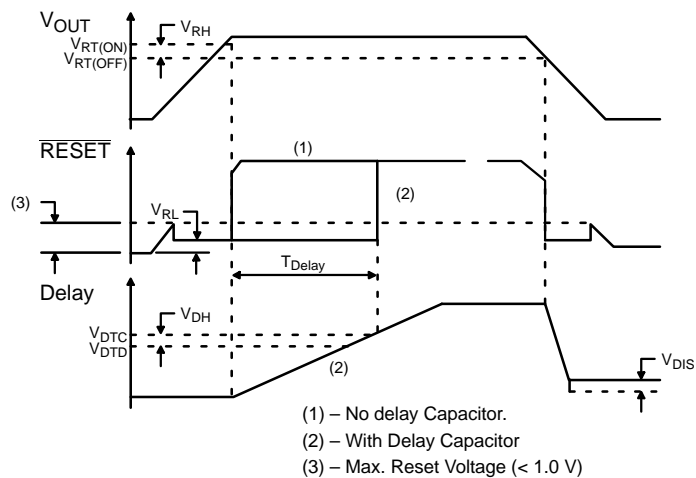 VOUT
VRH
VRT(ON)
VRT(OFF)
RESET
(1)
(2)
(3)
VRL
TDelay
Delay
VDH
VDTC
VDTD
(2)
VDIS
(1) – No delay Capacitor.
(2) – With Delay Capacitor
(3) – Max. Reset Voltage (< 1.0 V)